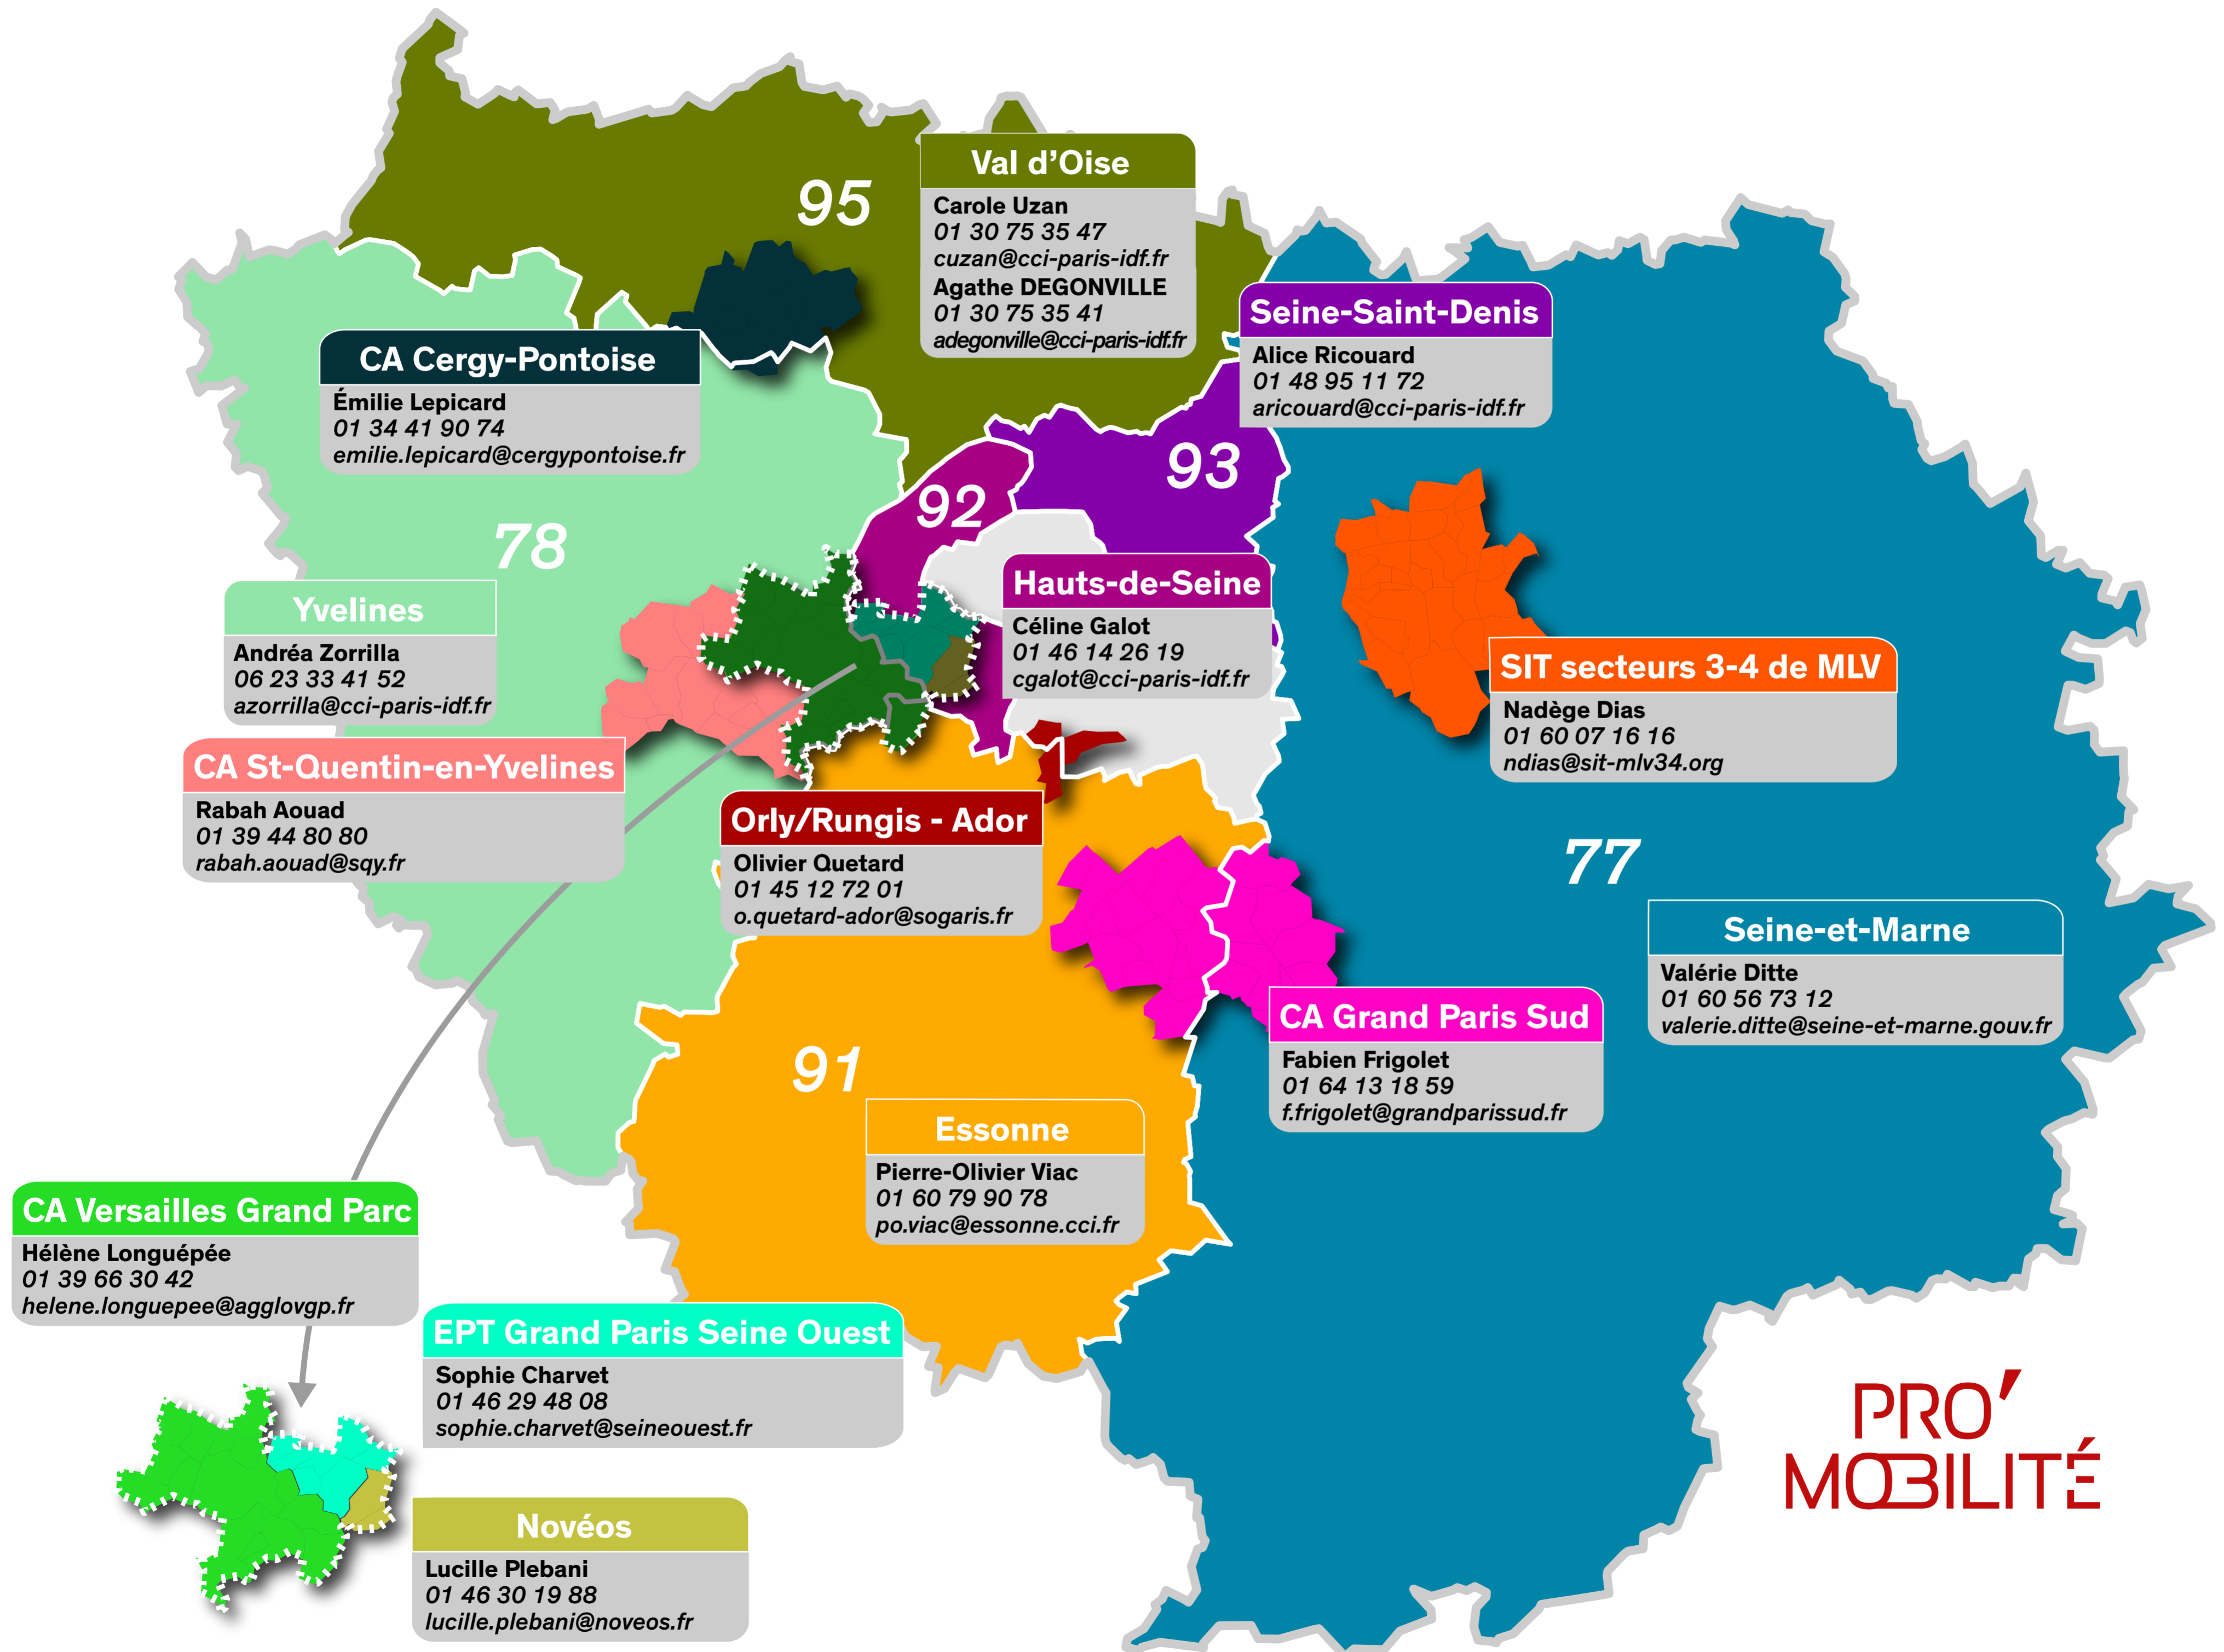 95
Val d'Oise
Carole Uzan
01 30 75 35 47
cuzan@cci-paris-idf.fr
Agathe DEGONVILLE
01 30 75 35 41
adegonville@cci-paris-idf.fr
Seine-Saint-Denis
Alice Ricouard
01 48 95 11 72
aricouard@cci-paris-idf.fr
CA Cergy-Pontoise
Émilie Lepicard
01 34 41 90 74
emilie.lepicard@cergypontoise.fr
93
92
78
Hauts-de-Seine
Céline Galot
01 46 14 26 19
cgalot@cci-paris-idf.fr
Yvelines
Andréa Zorrilla
06 23 33 41 52
azorrilla@cci-paris-idf.fr
SIT secteurs 3-4 de MLV
Nadège Dias
01 60 07 16 16
ndias@sit-mlv34.org
CA St-Quentin-en-Yvelines
Rabah Aouad
01 39 44 80 80
rabah.aouad@sqy.fr
Orly/Rungis - Ador
Olivier Quetard
01 45 12 72 01
o.quetard-ador@sogaris.fr
77
Seine-et-Marne
Valérie Ditte
01 60 56 73 12
valerie.ditte@seine-et-marne.gouv.fr
CA Grand Paris Sud
Fabien Frigolet
01 64 13 18 59
f.frigolet@grandparissud.fr
91
Essonne
Pierre-Olivier Viac
01 60 79 90 78
po.viac@essonne.cci.fr
CA Versailles Grand Parc
Hélène Longuépée
01 39 66 30 42
helene.longuepee@agglovgp.fr
EPT Grand Paris Seine Ouest
Sophie Charvet
01 46 29 48 08
sophie.charvet@seineouest.fr
Novéos
Lucille Plebani
01 46 30 19 88
lucille.plebani@noveos.fr
PRO'
MOBILITÉ